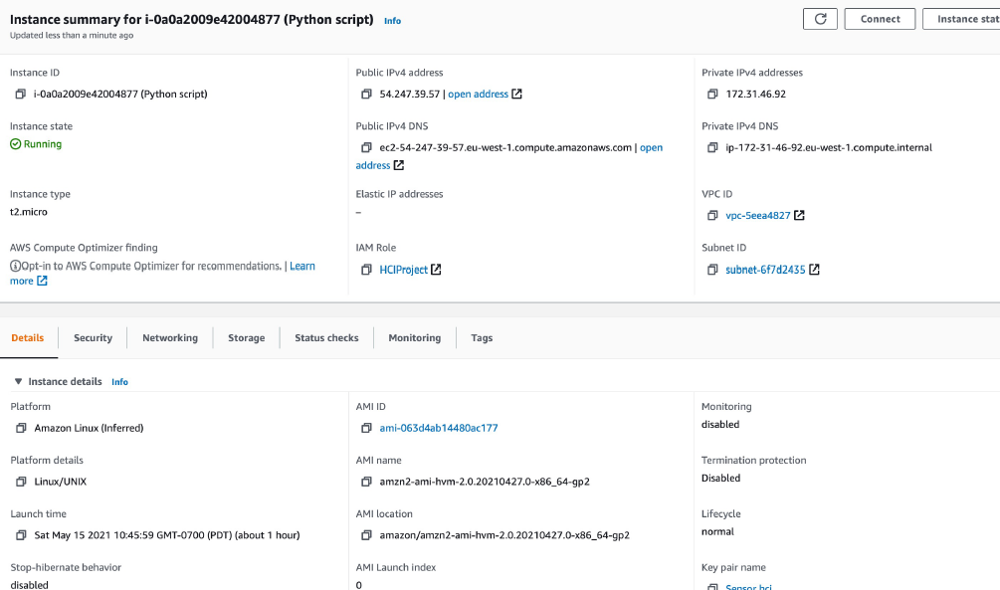 Instance summary for i-0a0a2009e42004877 (Python script) Info
Updated less than a minute ago
Connect
Instance stat
Instance ID
i-0a0a2009e42004877 (Python script)
Public IPv4 address
54.247.39.57 | open address
Private IPv4 addresses
172.31.46.92
Instance state
Running
Public IPv4 DNS
ec2-54-247-39-57.eu-west-1.compute.amazonaws.com | open
address
Private IPv4 DNS
ip-172-31-46-92.eu-west-1.compute.internal
Instance type
t2.micro
Elastic IP addresses
–
VPC ID
vpc-5eea4827
AWS Compute Optimizer finding
Opt-in to AWS Compute Optimizer for recommendations. | Learn
more
IAM Role
HCIProject
Subnet ID
subnet-6f7d2435
Details
Security
Networking
Storage
Status checks
Monitoring
Tags
Instance details Info
Platform
Amazon Linux (Inferred)
AMI ID
ami-063d4ab14480ac177
Monitoring
disabled
Platform details
Linux/UNIX
AMI name
amzn2-ami-hvm-2.0.20210427.0-x86_64-gp2
Termination protection
Disabled
Launch time
Sat May 15 2021 10:45:59 GMT-0700 (PDT) (about 1 hour)
AMI location
amazon/amzn2-ami-hvm-2.0.20210427.0-x86_64-gp2
Lifecycle
normal
Stop-hibernate behavior
disabled
AMI Launch index
0
Key pair name
Sensor hci